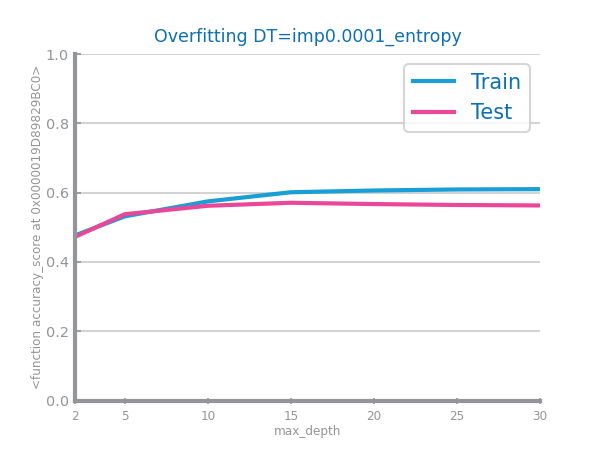 Overfitting DT=imp0.0001_entropy
Train
Test
<function accuracy_score at 0x0000019D89829BC0>
1.0
0.8
0.6
0.4
0.2
0.0
2 5 10 15 20 25 30
max_depth